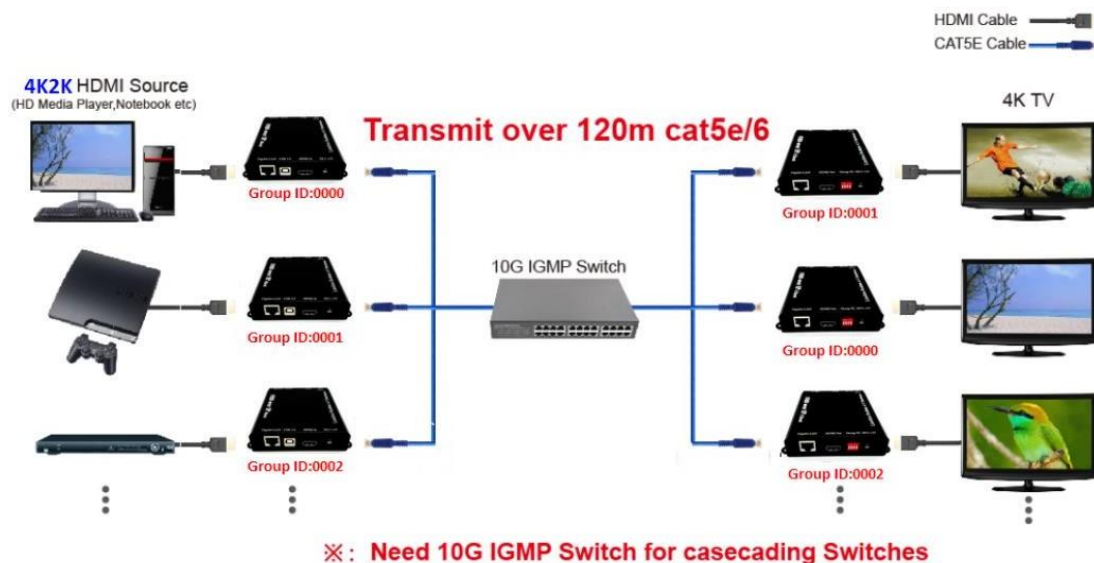 HDMI Cable
CAT5E Cable
4K2K HDMI Source
(HD Media Player,Notebook etc)
4K TV
Transmit over 120m cat5e/6
Group ID:0000
Group ID:0001
10G IGMP Switch
Group ID:0001
Group ID:0000
Group ID:0002
Group ID:0002
※: Need 10G IGMP Switch for casecading Switches